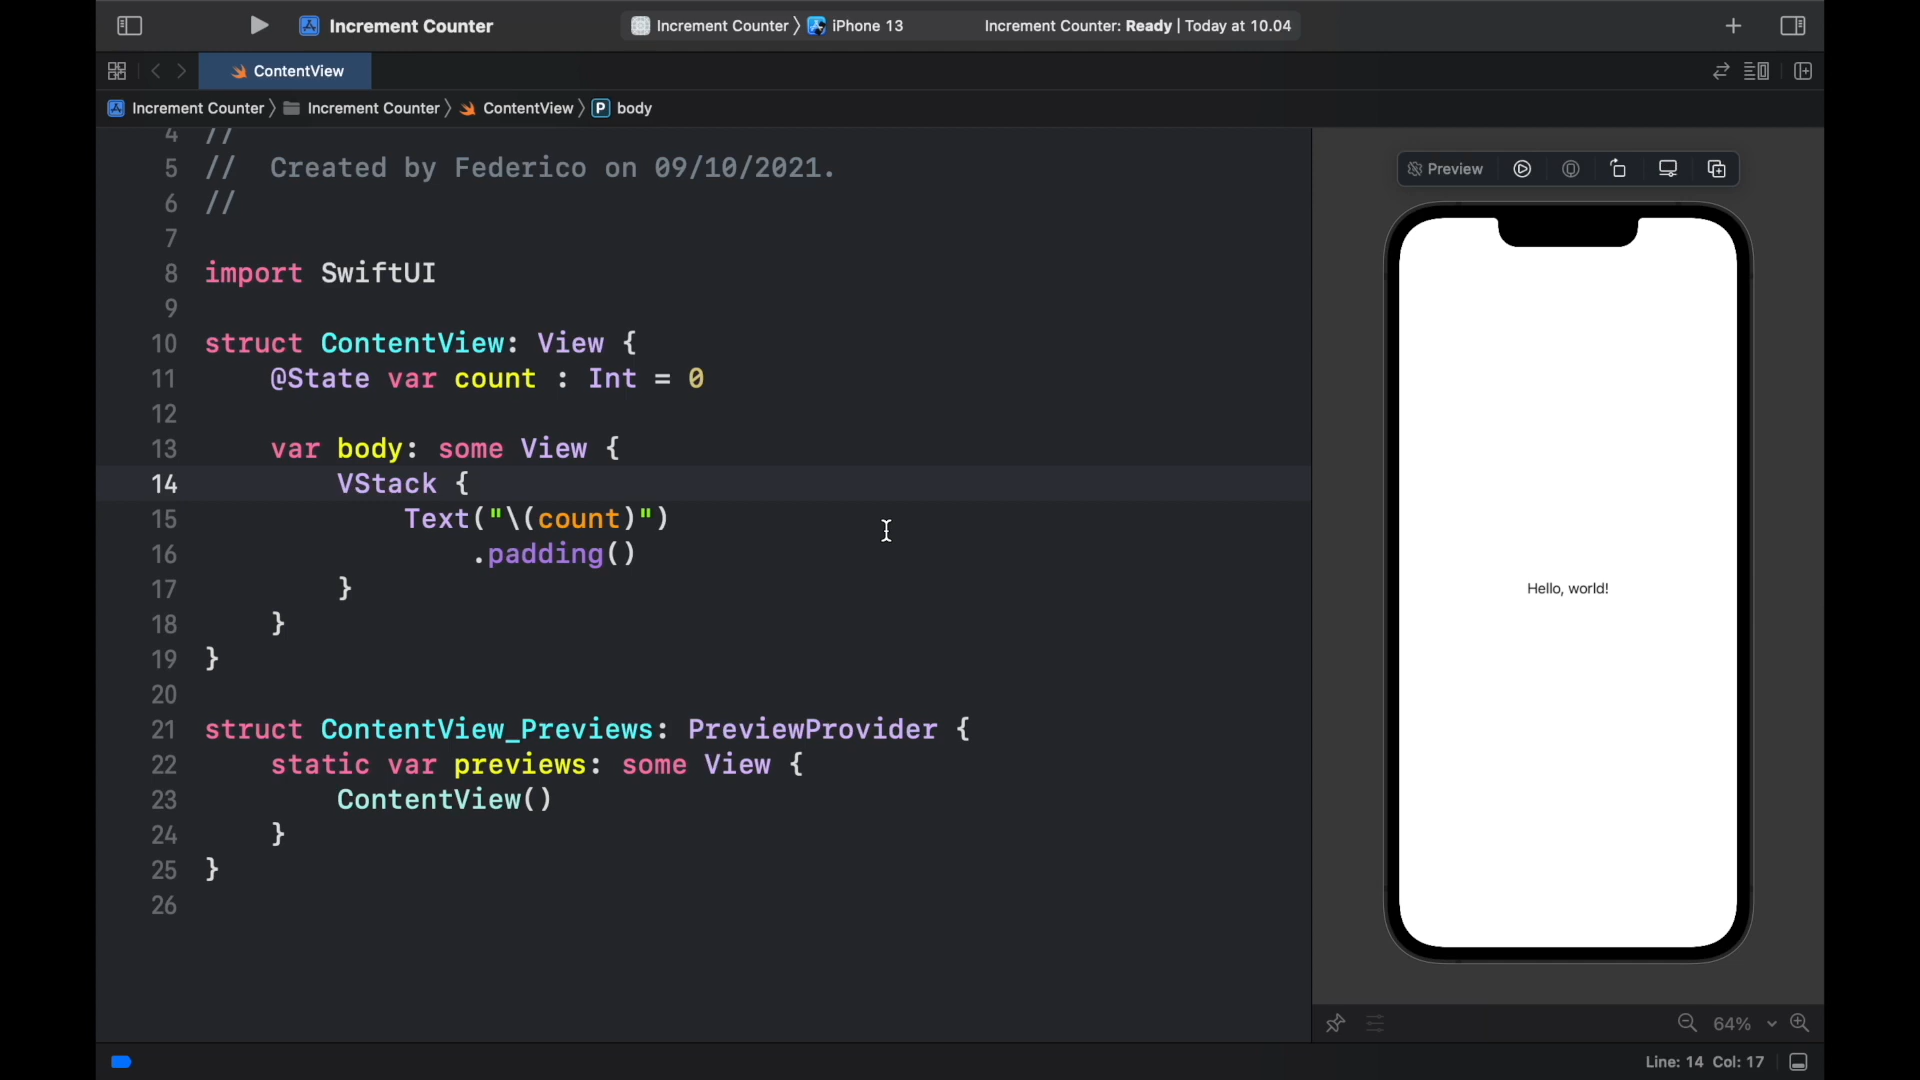 Increment Counter
Increment Counter 〉 iPhone 13
Increment Counter: Ready | Today at 10.04
ContentView
Increment Counter 〉 Increment Counter 〉 ContentView 〉 P body
4 //
5 //  Created by Federico on 09/10/2021.
6 //
7
8 import SwiftUI
9
10 struct ContentView: View {
11     @State var count : Int = 0
12
13     var body: some View {
14         VStack {
15             Text("\(count)")
16                 .padding()
17         }
18     }
19 }
20
21 struct ContentView_Previews: PreviewProvider {
22     static var previews: some View {
23         ContentView()
24     }
25 }
26
Preview
Hello, world!
64%
Line: 14 Col: 17